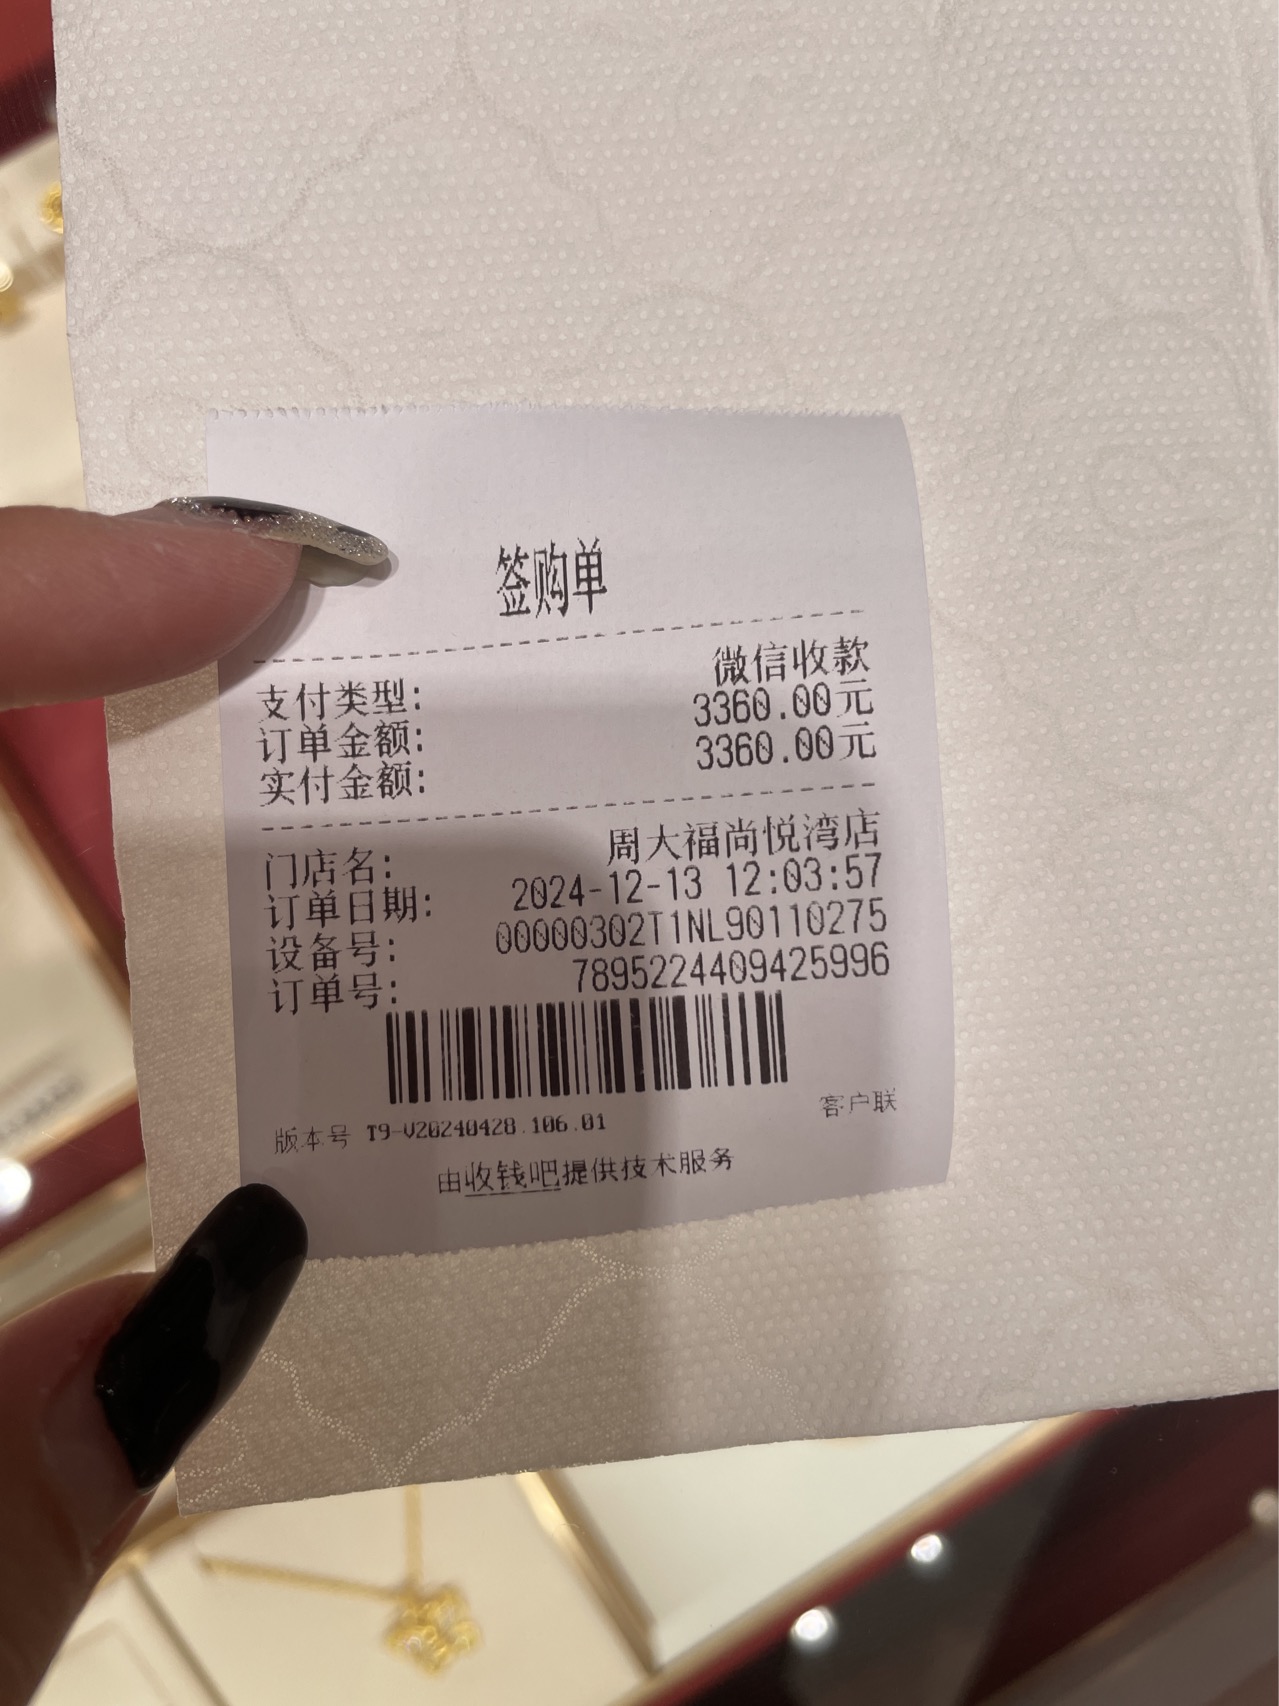 签购单
支付类型: 微信收款
订单金额: 3360.00元
实付金额: 3360.00元
门店名: 周大福尚悦湾店
订单日期: 2024-12-13 12:03:57
设备号: 00000302T1NL90110275
订单号: 7895224409425996
客户联
版本号 T9-V20240428.106.01
由收钱吧提供技术服务